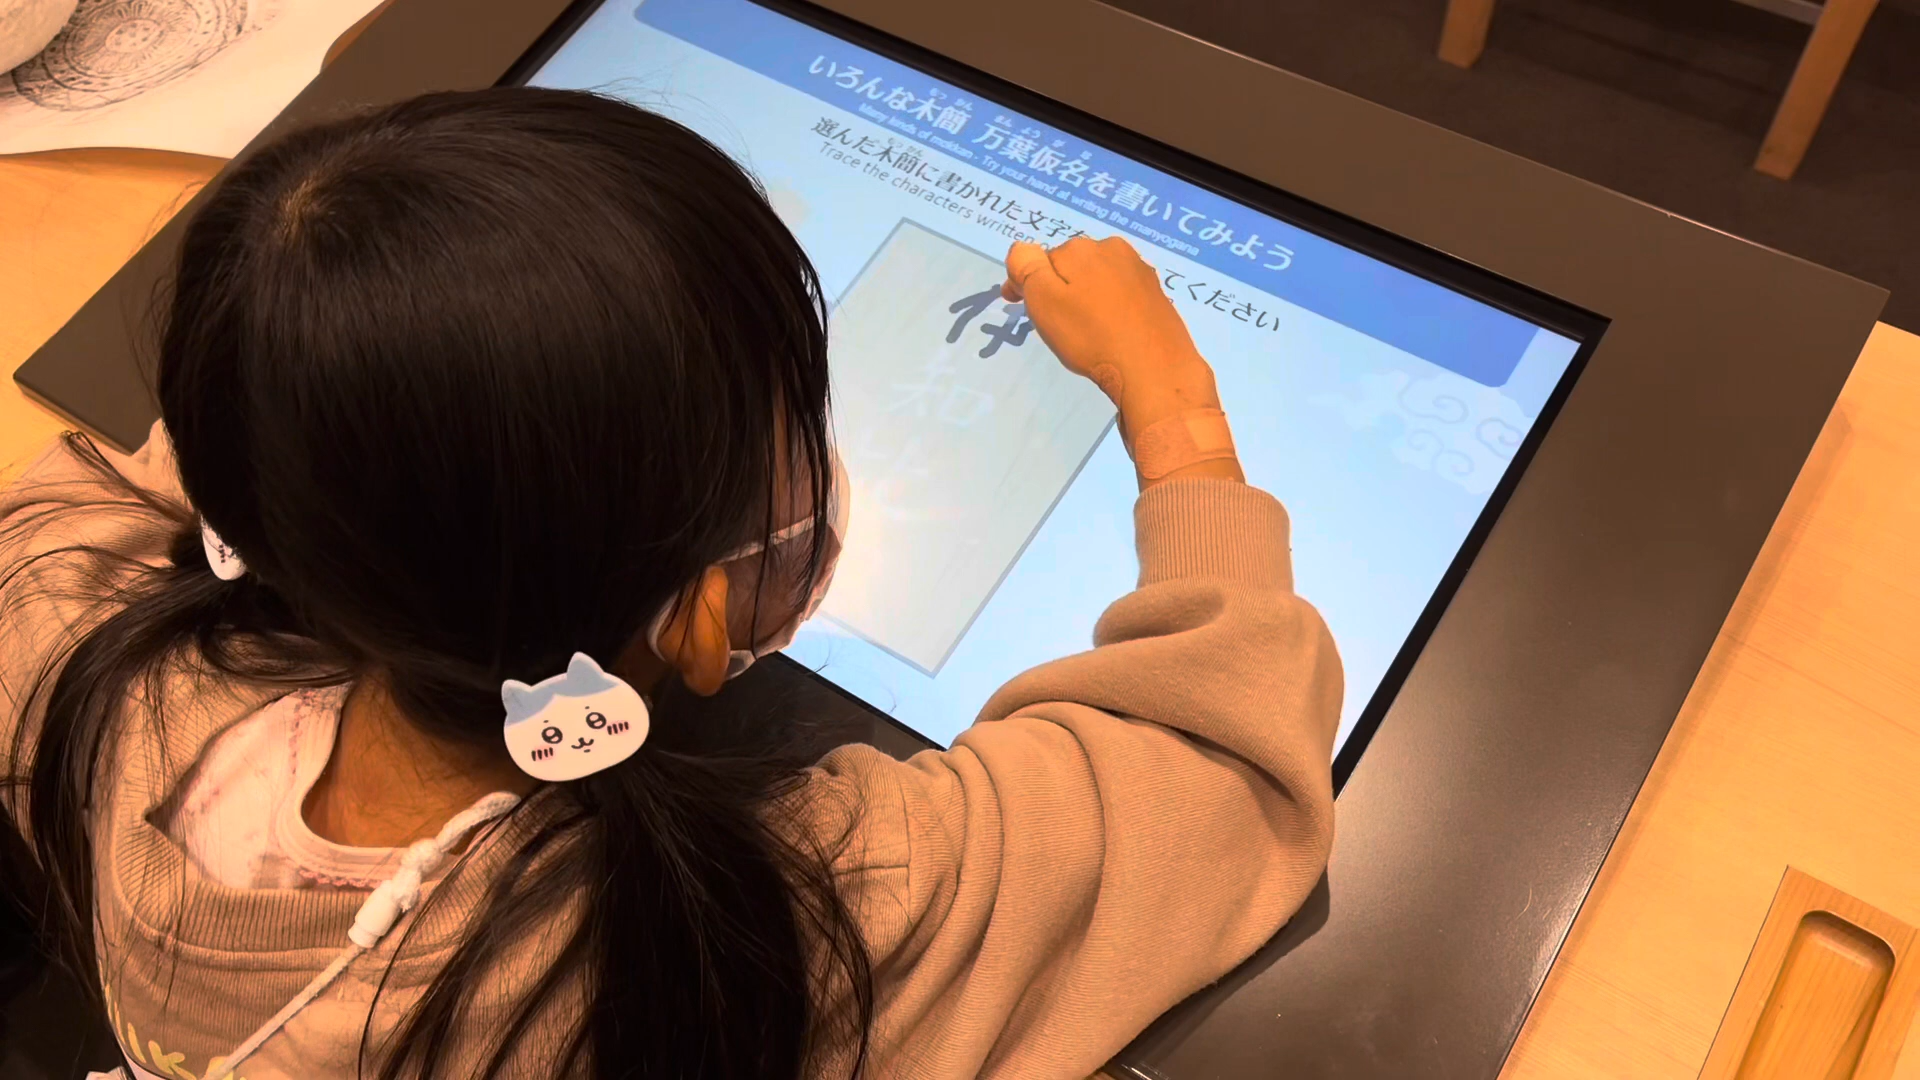 いろんな木簡 万葉仮名を書いてみよう
Many kinds of mokkan - Try your hand at writing the manyogana
選んだ木簡に書かれた文字を てください
Trace the characters written
伊
知
比